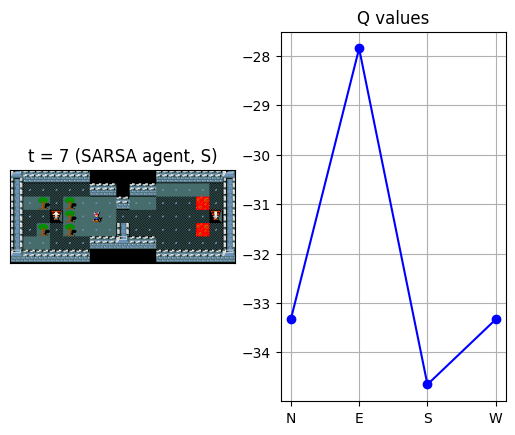 t = 7 (SARSA agent, S)
Q values
−28
−29
−30
−31
−32
−33
−34
N E S W